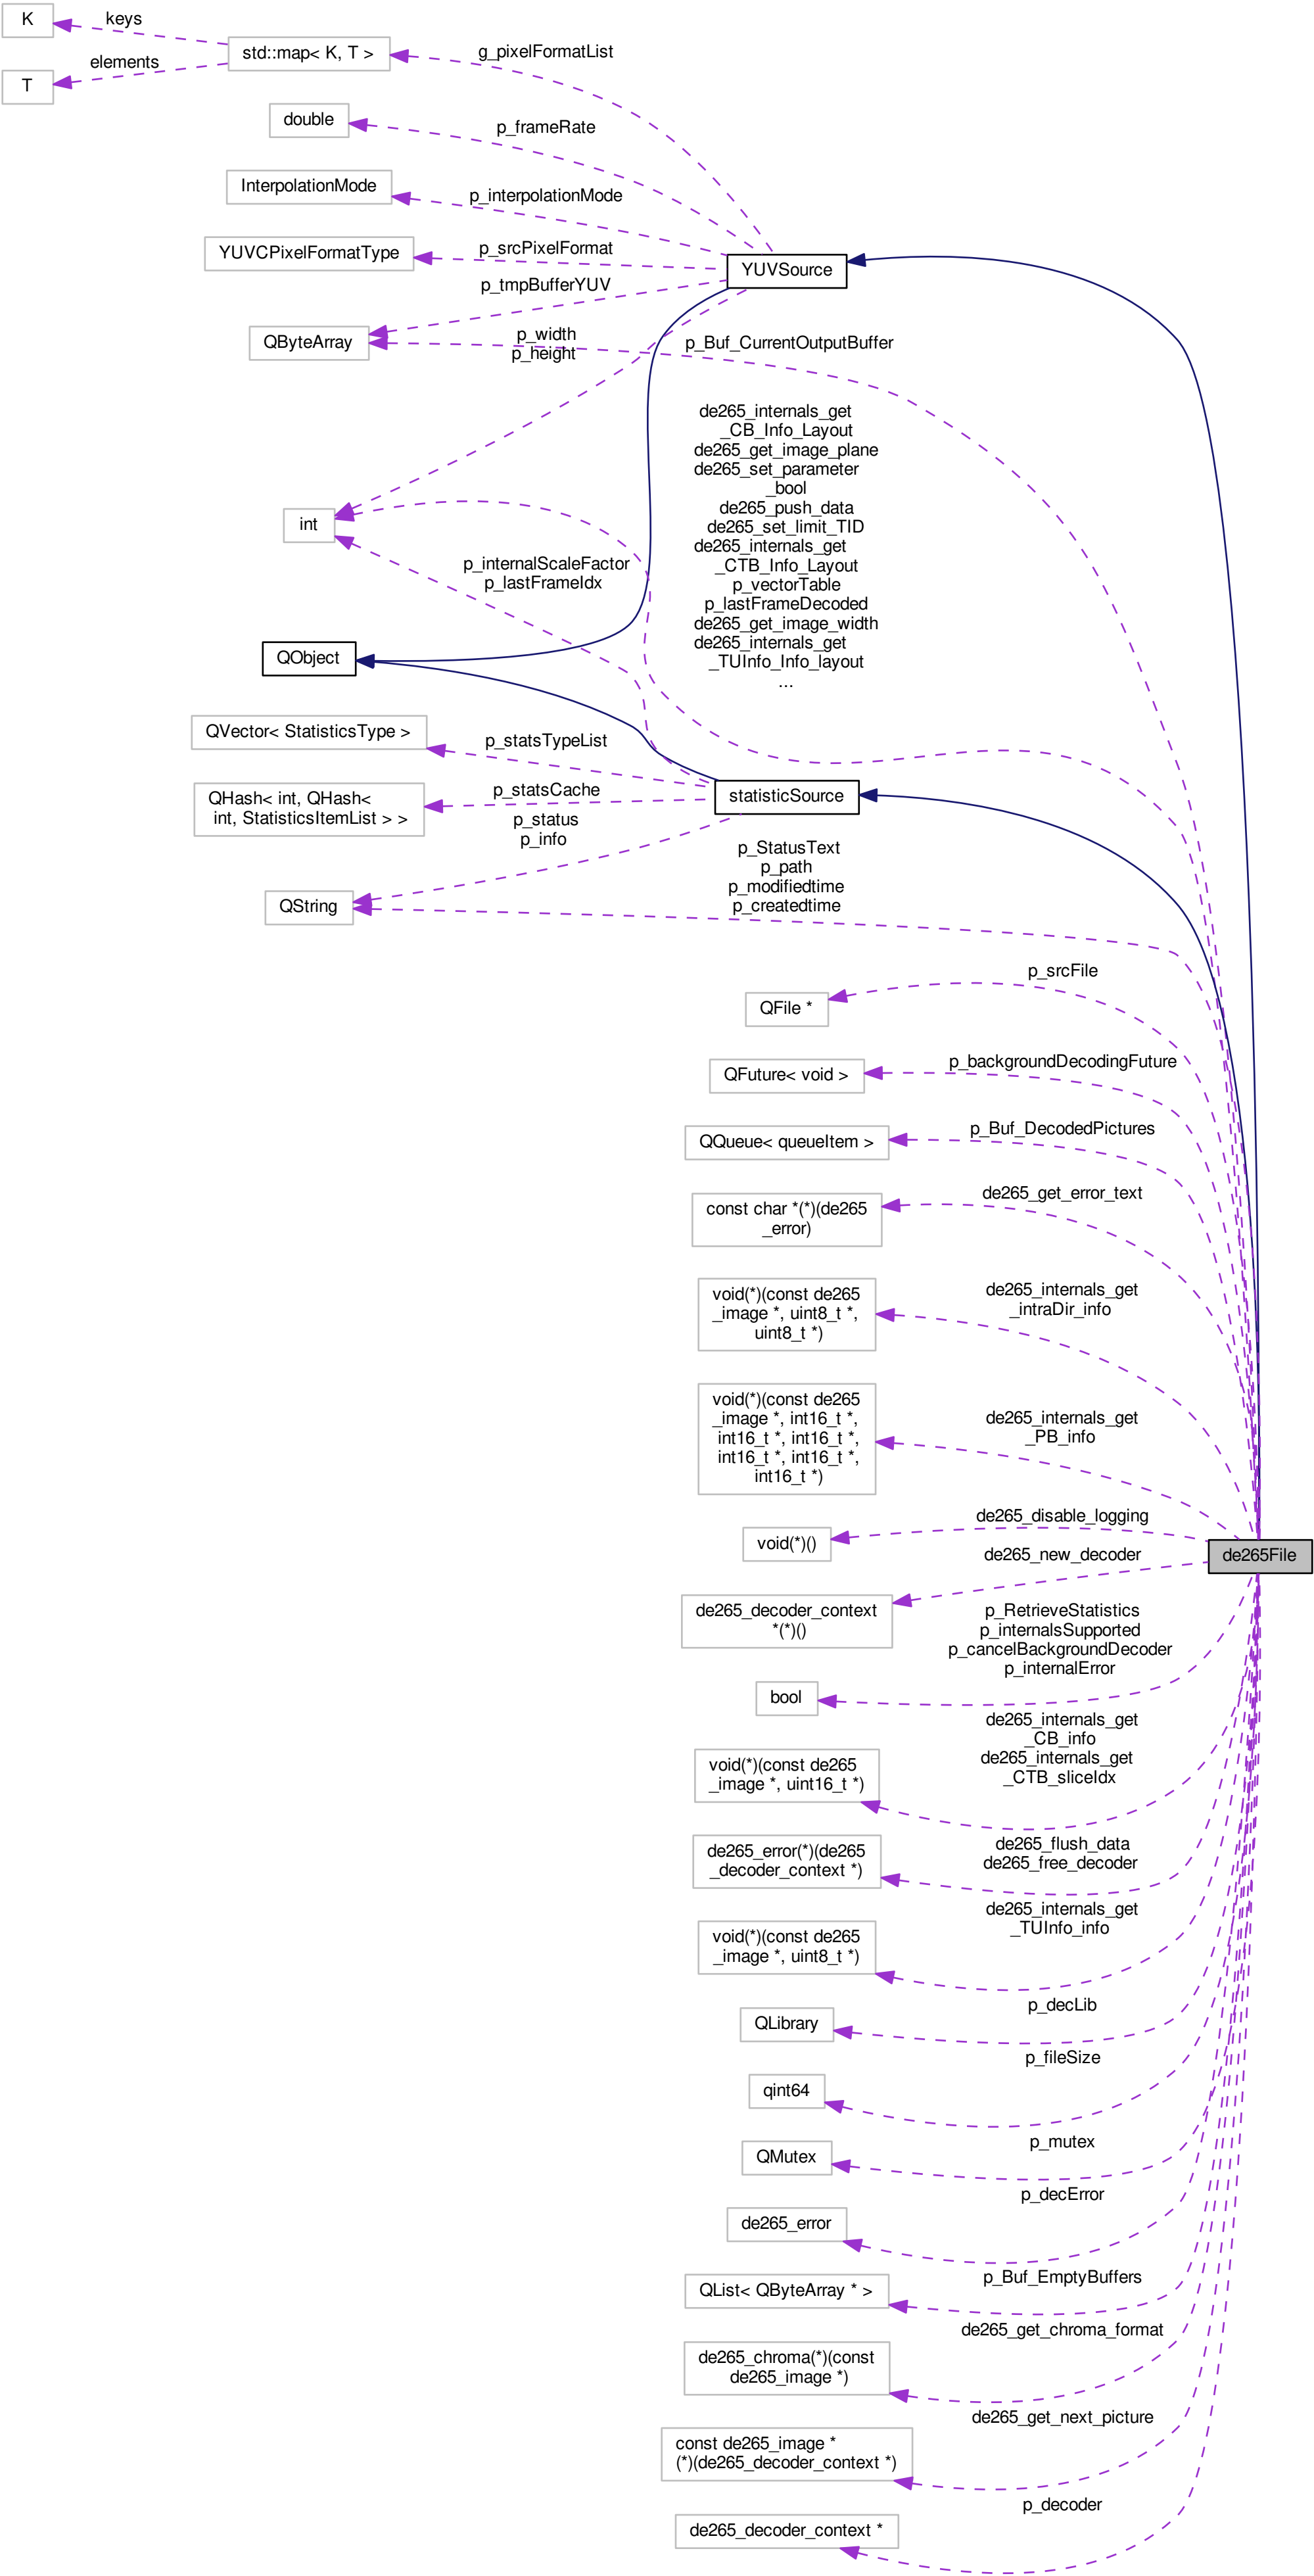 K
keys
std::map< K, T >
g_pixelFormatList
elements
T
double
p_frameRate
InterpolationMode
p_interpolationMode
YUVCPixelFormatType
p_srcPixelFormat
YUVSource
p_tmpBufferYUV
QByteArray
p_width
p_height
p_Buf_CurrentOutputBuffer
de265_internals_get
_CB_Info_Layout
de265_get_image_plane
de265_set_parameter
_bool
de265_push_data
de265_set_limit_TID
de265_internals_get
_CTB_Info_Layout
p_vectorTable
p_lastFrameDecoded
de265_get_image_width
de265_internals_get
_TUInfo_Info_layout
...
int
p_internalScaleFactor
p_lastFrameIdx
QObject
QVector< StatisticsType >
p_statsTypeList
QHash< int, QHash<
int, StatisticsItemList > >
p_statsCache
statisticSource
p_status
p_info
QString
p_StatusText
p_path
p_modifiedtime
p_createdtime
p_srcFile
QFile *
p_backgroundDecodingFuture
QFuture< void >
p_Buf_DecodedPictures
QQueue< queueItem >
de265_get_error_text
const char *(*)(de265
_error)
de265_internals_get
_intraDir_info
void(*)(const de265
_image *, uint8_t *,
uint8_t *)
de265_internals_get
_PB_info
void(*)(const de265
_image *, int16_t *,
int16_t *, int16_t *,
int16_t *, int16_t *,
int16_t *)
de265_disable_logging
void(*)()
de265File
de265_new_decoder
de265_decoder_context
*(*)()
p_RetrieveStatistics
p_internalsSupported
p_cancelBackgroundDecoder
p_internalError
bool
de265_internals_get
_CB_info
de265_internals_get
_CTB_sliceIdx
void(*)(const de265
_image *, uint16_t *)
de265_flush_data
de265_free_decoder
de265_error(*)(de265
_decoder_context *)
de265_internals_get
_TUInfo_info
void(*)(const de265
_image *, uint8_t *)
p_decLib
QLibrary
p_fileSize
qint64
p_mutex
QMutex
p_decError
de265_error
p_Buf_EmptyBuffers
QList< QByteArray * >
de265_get_chroma_format
de265_chroma(*)(const
de265_image *)
de265_get_next_picture
const de265_image *
(*)(de265_decoder_context *)
p_decoder
de265_decoder_context *